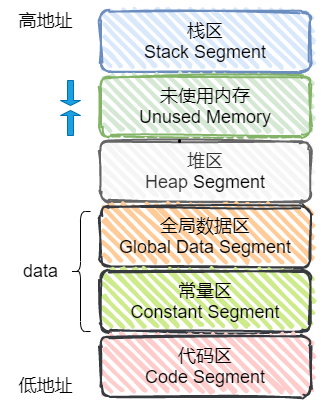 高地址
栈区
Stack Segment
未使用内存
Unused Memory
堆区
Heap Segment
全局数据区
Global Data Segment
data
常量区
Constant Segment
代码区
Code Segment
低地址